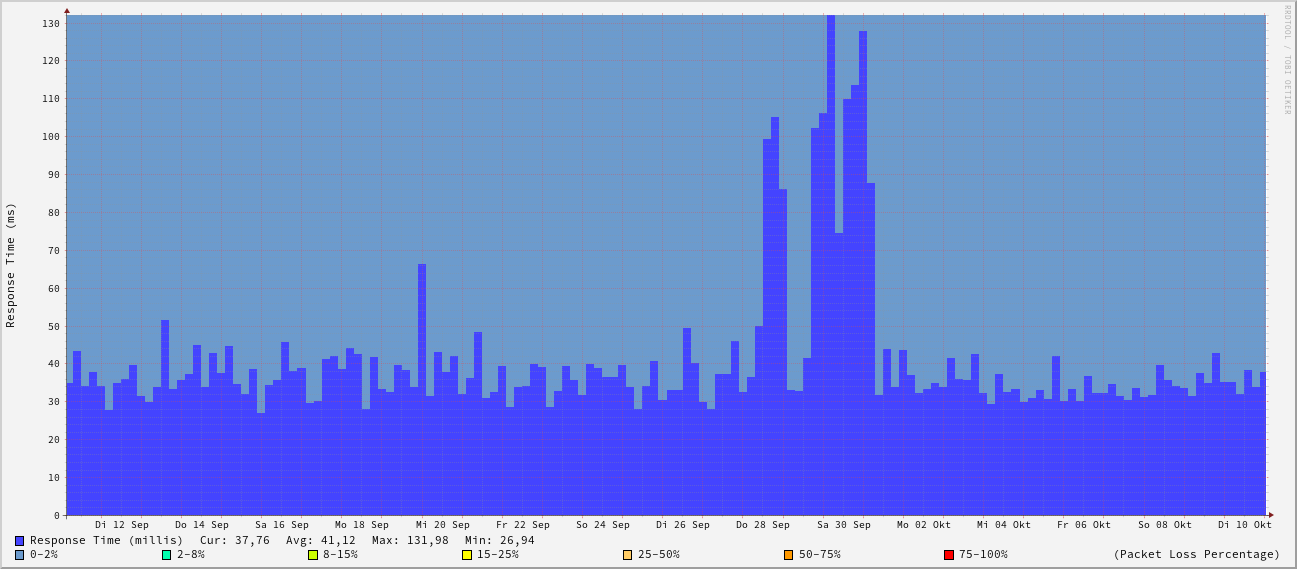 RRDTOOL / TOBI OETIKER
Response Time (ms)
130
120
110
100
90
80
70
60
50
40
30
20
10
0
Di 12 Sep Do 14 Sep Sa 16 Sep Mo 18 Sep Mi 20 Sep Fr 22 Sep So 24 Sep Di 26 Sep Do 28 Sep Sa 30 Sep Mo 02 Okt Mi 04 Okt Fr 06 Okt So 08 Okt Di 10 Okt
Response Time (millis) Cur: 37,76 Avg: 41,12 Max: 131,98 Min: 26,94
0-2% 2-8% 8-15% 15-25% 25-50% 50-75% 75-100% (Packet Loss Percentage)